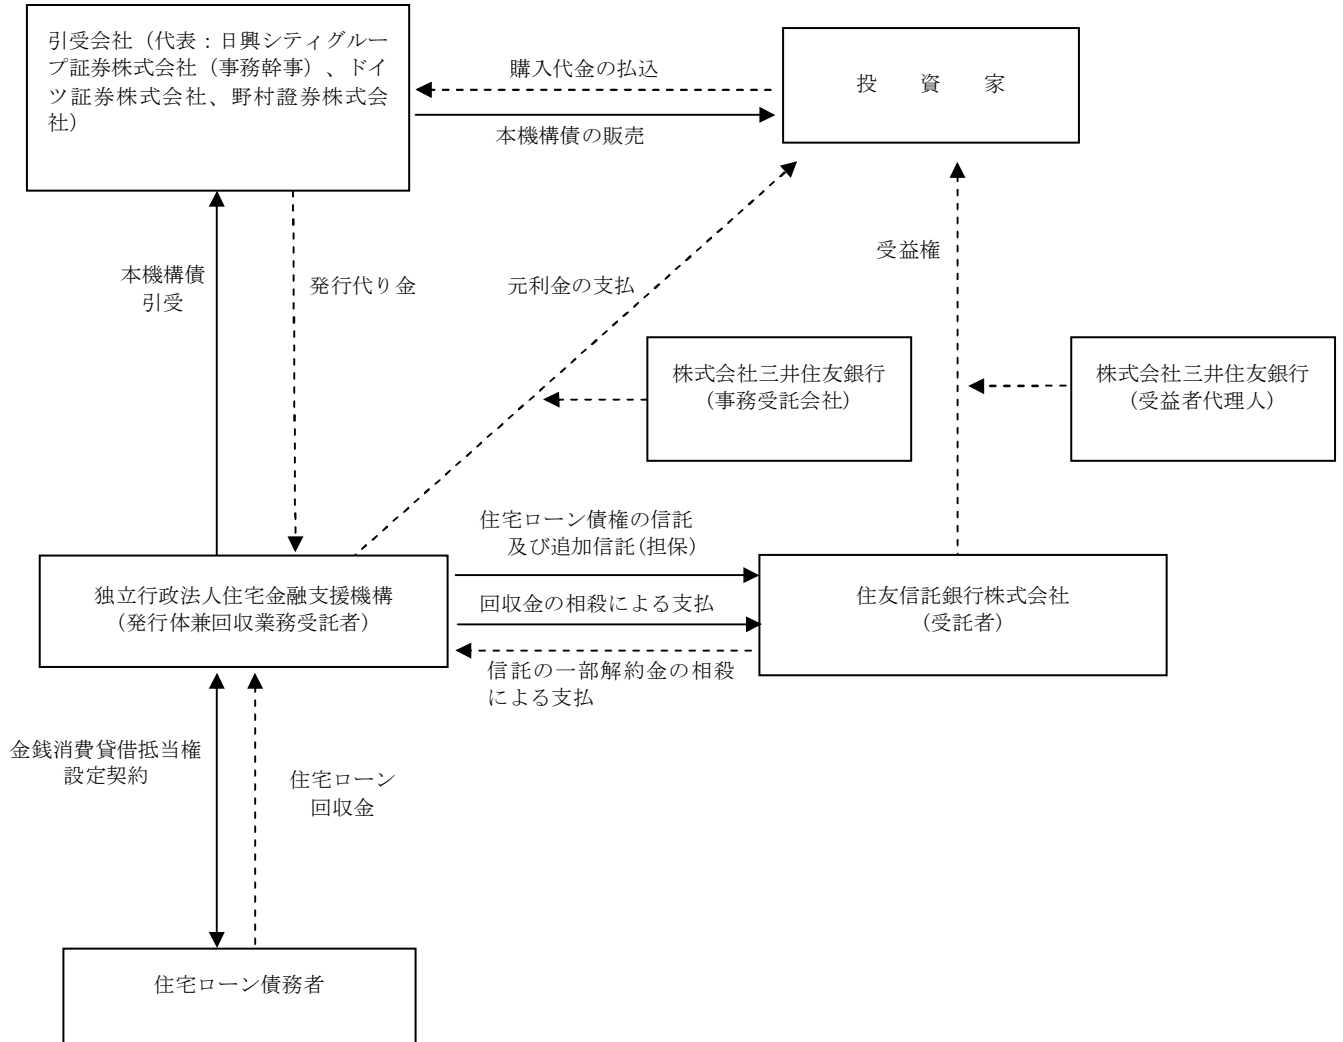 引受会社（代表：日興シティグルー
プ証券株式会社（事務幹事）、ドイ
ツ証券株式会社、野村證券株式会
社）
購入代金の払込
投　資　家
本機構債の販売
本機構債
引受
発行代り金
元利金の支払
受益権
株式会社三井住友銀行
（事務受託会社）
株式会社三井住友銀行
（受益者代理人）
住宅ローン債権の信託
及び追加信託(担保)
独立行政法人住宅金融支援機構
（発行体兼回収業務受託者）
回収金の相殺による支払
住友信託銀行株式会社
(受託者)
信託の一部解約金の相殺
による支払
金銭消費貸借抵当権
設定契約
住宅ローン
回収金
住宅ローン債務者